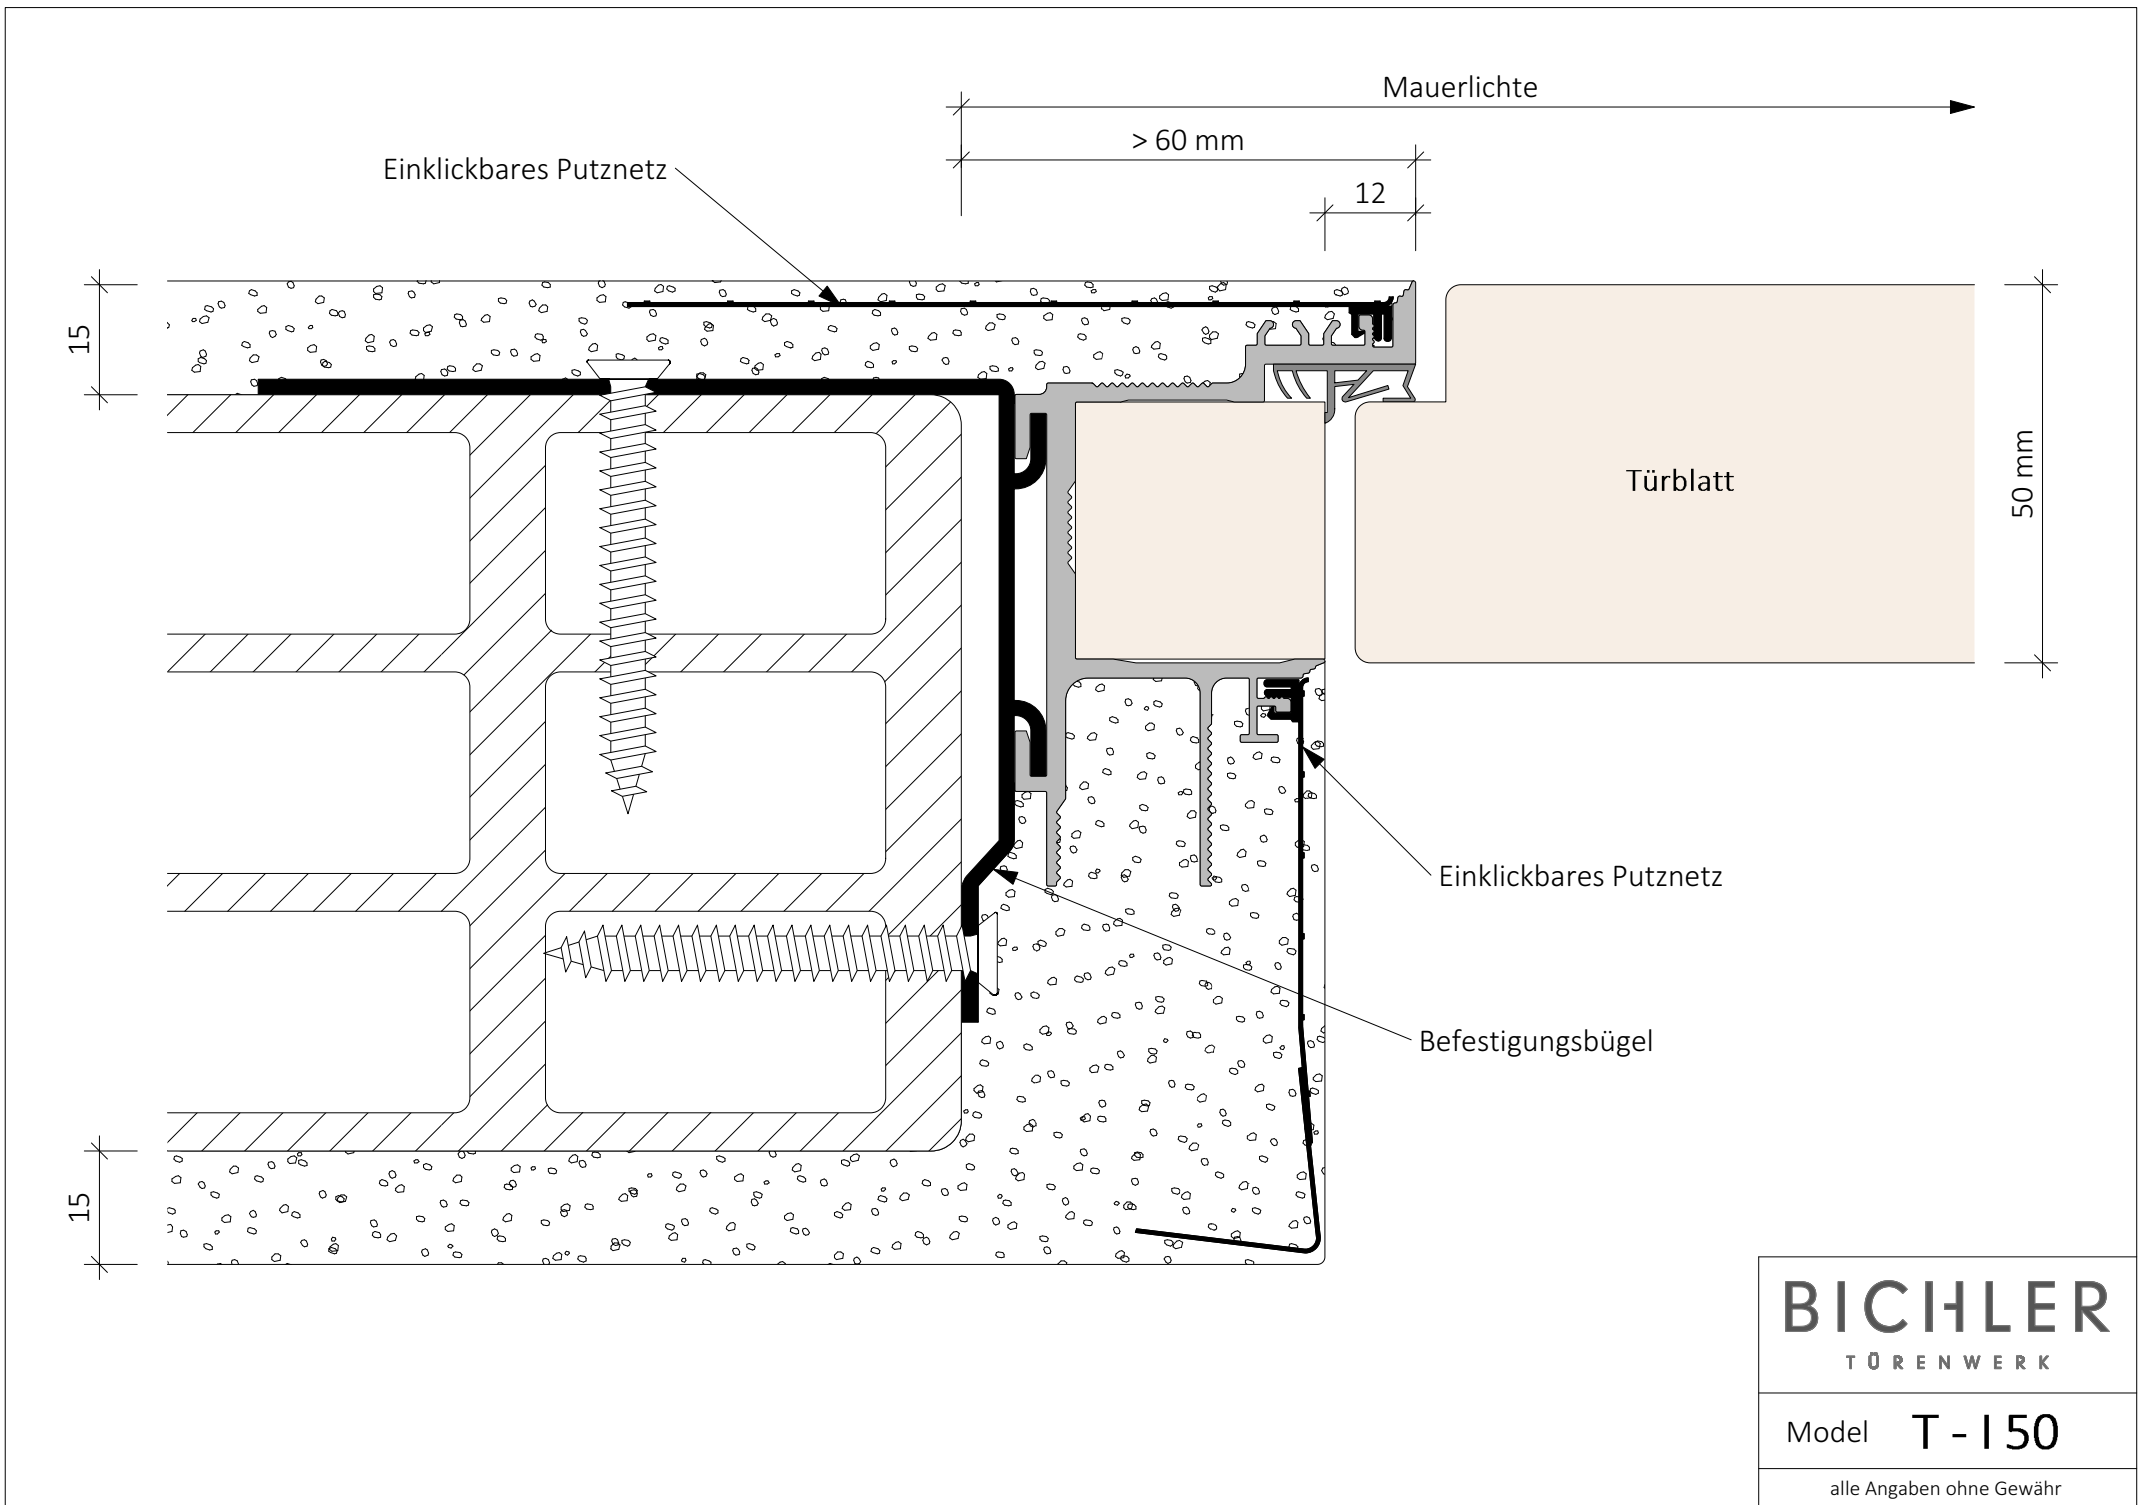 Mauerlichte
> 60 mm
Einklickbares Putznetz
12
15
Türblatt
50 mm
Einklickbares Putznetz
Befestigungsbügel
15
BICHLER
TÜRENWERK
Model T - I 50
alle Angaben ohne Gewähr